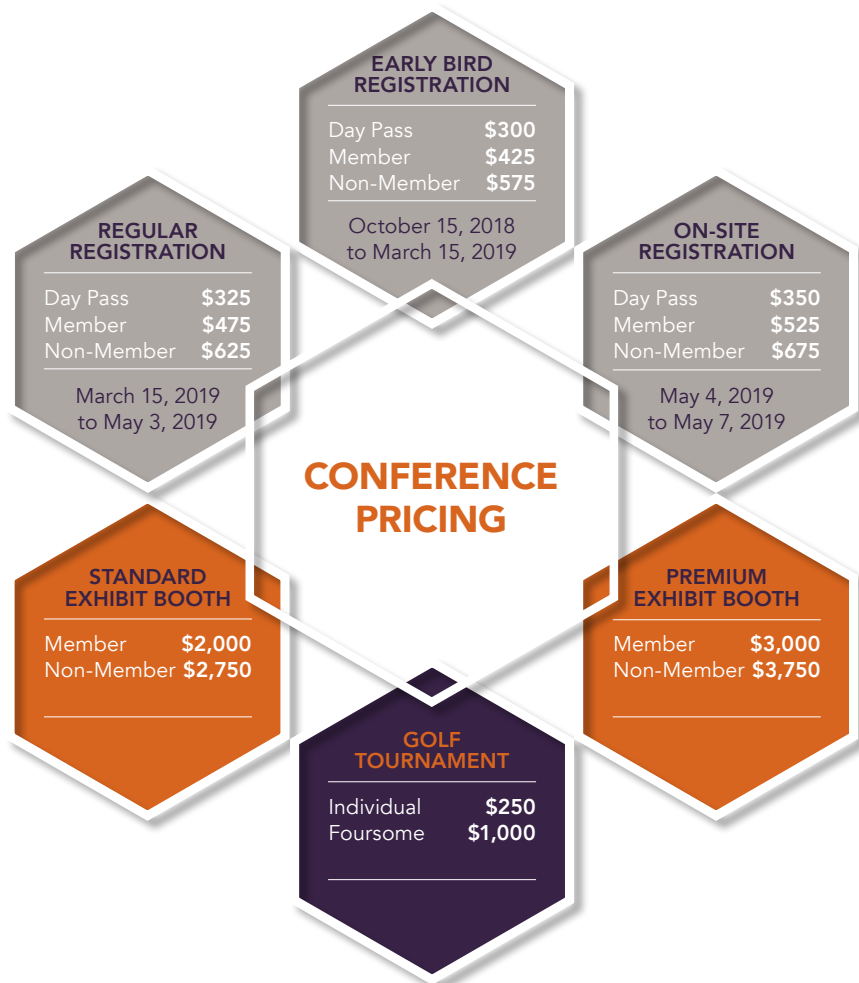 EARLY BIRD
REGISTRATION
Day Pass $300
Member $425
Non-Member $575
October 15, 2018
to March 15, 2019
REGULAR
REGISTRATION
Day Pass $325
Member $475
Non-Member $625
March 15, 2019
to May 3, 2019
ON-SITE
REGISTRATION
Day Pass $350
Member $525
Non-Member $675
May 4, 2019
to May 7, 2019
CONFERENCE
PRICING
STANDARD
EXHIBIT BOOTH
Member $2,000
Non-Member $2,750
PREMIUM
EXHIBIT BOOTH
Member $3,000
Non-Member $3,750
GOLF
TOURNAMENT
Individual $250
Foursome $1,000